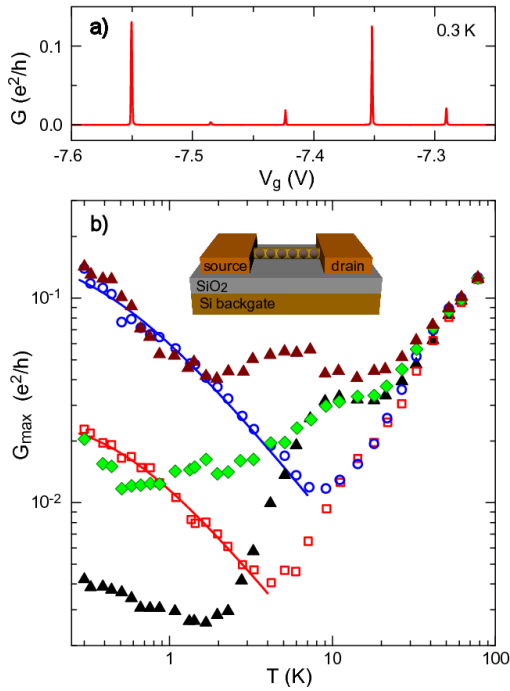 a)
0.3 K
G (e²/h)
0.1
0.0
-7.6 -7.5 -7.4 -7.3
V_g (V)
b)
source drain
SiO₂
Si backgate
G_max (e²/h)
10⁻¹
10⁻²
1 10 100
T (K)